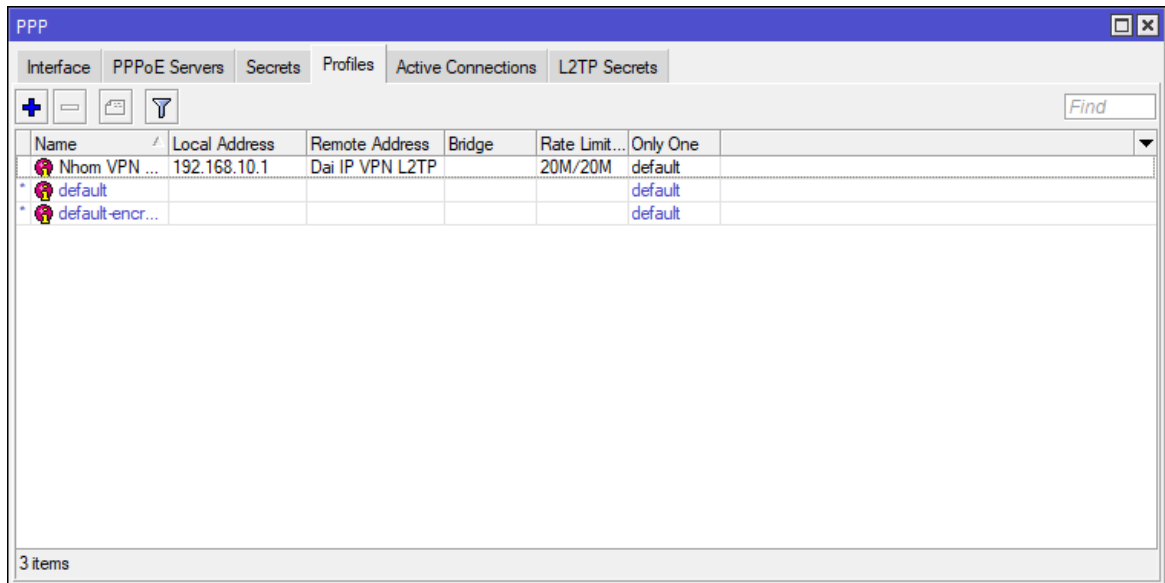 PPP
Interface PPPoE Servers Secrets Profiles Active Connections L2TP Secrets
Find
Name Local Address Remote Address Bridge Rate Limit... Only One
Nhom VPN ... 192.168.10.1 Dai IP VPN L2TP 20M/20M default
* default default
* default-encr... default
3 items